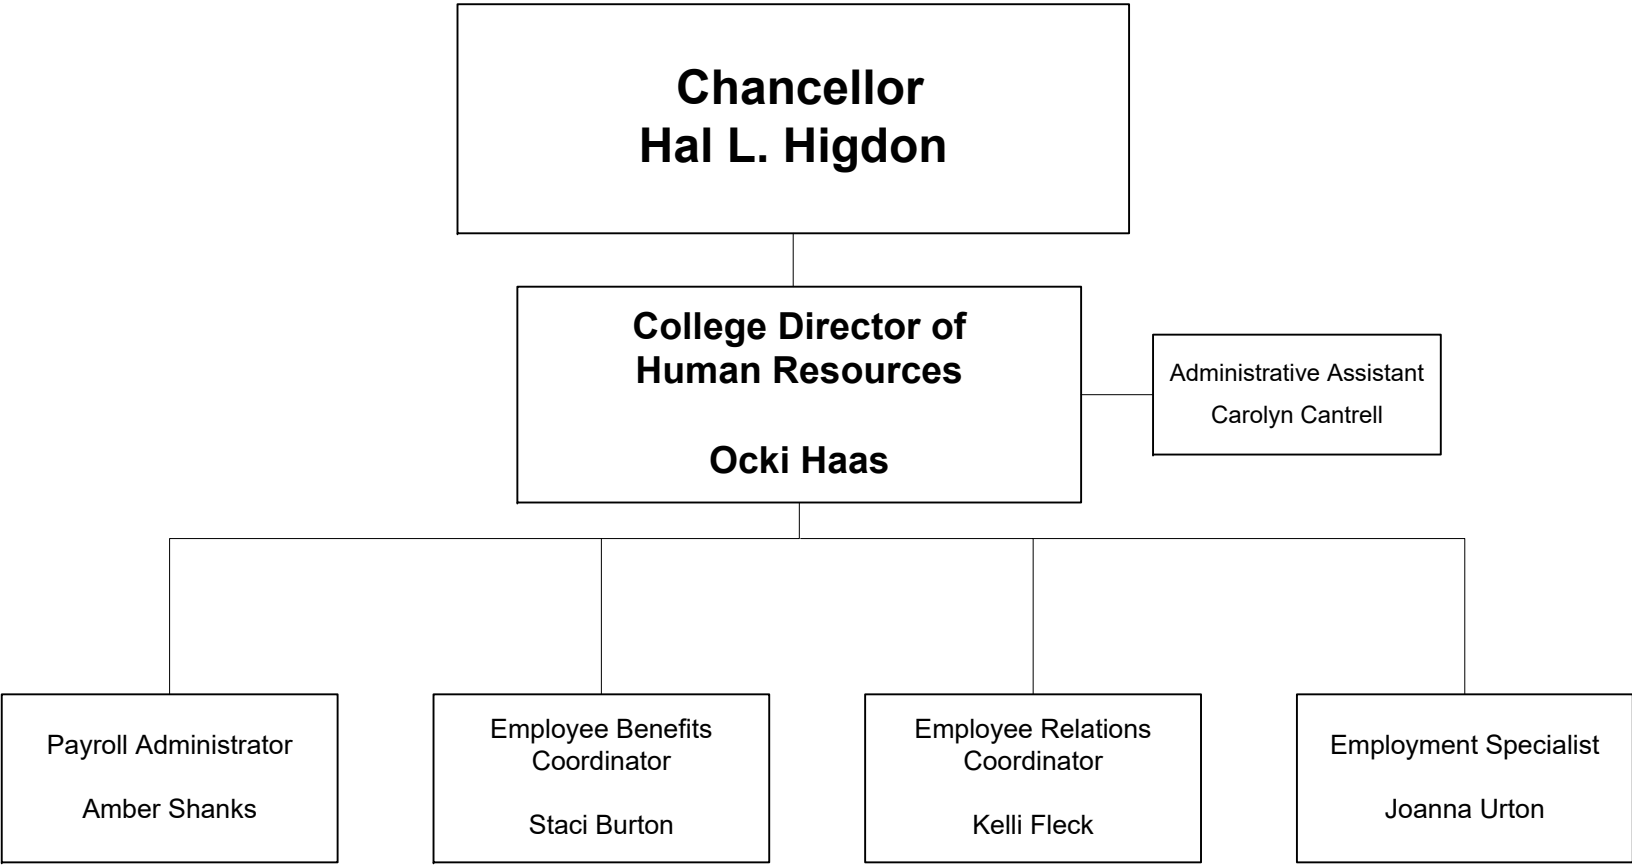 Chancellor
Hal L. Higdon
College Director of
Human Resources
Ocki Haas
Administrative Assistant
Carolyn Cantrell
Payroll Administrator
Amber Shanks
Employee Benefits
Coordinator
Staci Burton
Employee Relations
Coordinator
Kelli Fleck
Employment Specialist
Joanna Urton